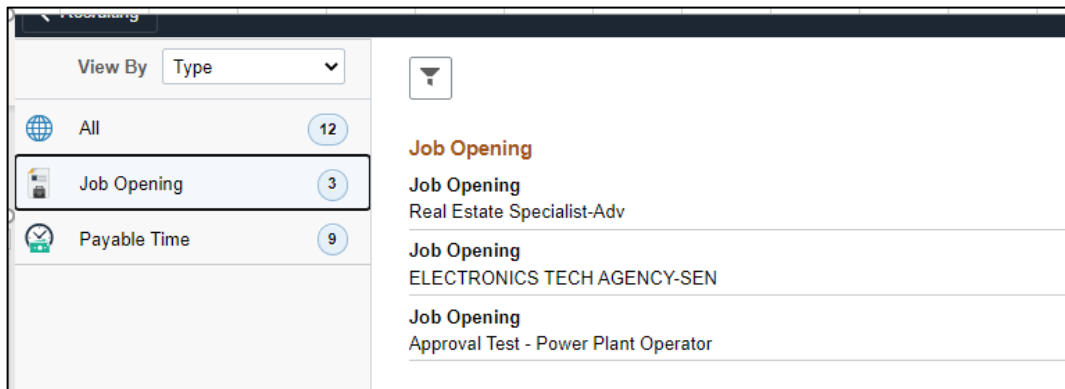 Recruiting
View By Type
All 12
Job Opening 3
Payable Time 9
Job Opening
Job Opening
Real Estate Specialist-Adv
Job Opening
ELECTRONICS TECH AGENCY-SEN
Job Opening
Approval Test - Power Plant Operator